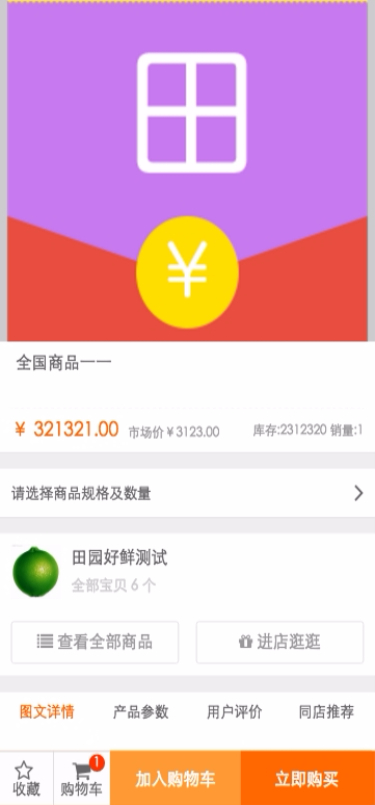 田
¥
全国商品一一
¥ 321321.00 市场价¥3123.00 库存:2312320 销量:1
请选择商品规格及数量
田园好鲜测试
全部宝贝 6 个
查看全部商品 进店逛逛
图文详情 产品参数 用户评价 同店推荐
1
收藏 购物车 加入购物车 立即购买